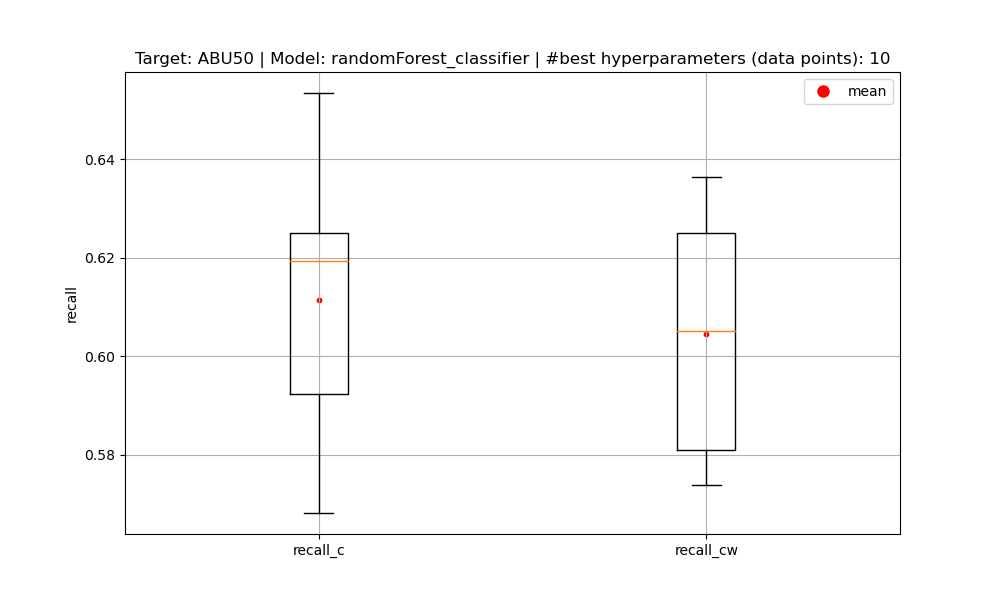 Target: ABU50 | Model: randomForest_classifier | #best hyperparameters (data points): 10
mean
0.64
0.62
0.60
0.58
recall
recall_c
recall_cw